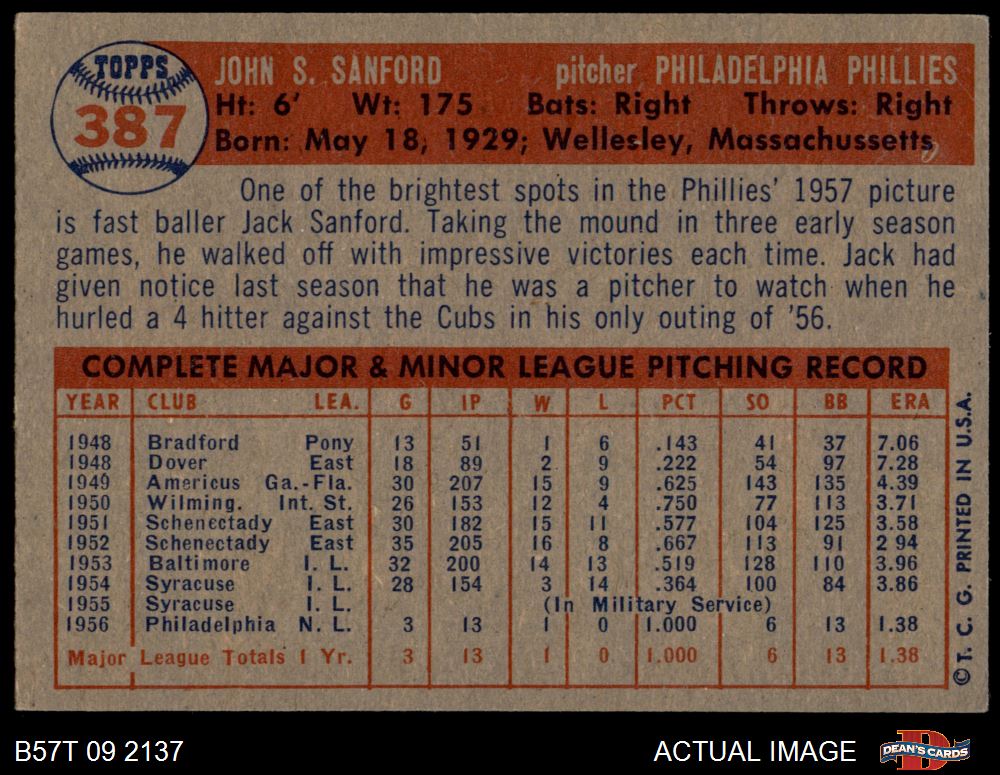 TOPPS
387
JOHN S. SANFORD pitcher PHILADELPHIA PHILLIES
Ht: 6' Wt: 175 Bats: Right Throws: Right
Born: May 18, 1929; Wellesley, Massachussetts
One of the brightest spots in the Phillies' 1957 picture
is fast baller Jack Sanford. Taking the mound in three early season
games, he walked off with impressive victories each time. Jack had
given notice last season that he was a pitcher to watch when he
hurled a 4 hitter against the Cubs in his only outing of '56.
COMPLETE MAJOR & MINOR LEAGUE PITCHING RECORD
YEAR CLUB LEA. G IP W L PCT SO BB ERA
1948 Bradford Pony 13 51 1 6 .143 41 37 7.06
1948 Dover East 18 89 2 9 .222 54 97 7.28
1949 Americus Ga.-Fla. 30 207 15 9 .625 143 135 4.39
1950 Wilming. Int. St. 26 153 12 4 .750 77 113 3.71
1951 Schenectady East 30 182 15 11 .577 104 125 3.58
1952 Schenectady East 35 205 16 8 .667 113 91 2 94
1953 Baltimore I. L. 32 200 14 13 .519 128 110 3.96
1954 Syracuse I. L. 28 154 3 14 .364 100 84 3.86
1955 Syracuse I. L. (In Military Service)
1956 Philadelphia N. L. 3 13 1 0 1.000 6 13 1.38
Major League Totals 1 Yr. 3 13 1 0 1.000 6 13 1.38
©T. C. G. PRINTED IN U.S.A.
B57T 09 2137 ACTUAL IMAGE DEAN'S CARDS